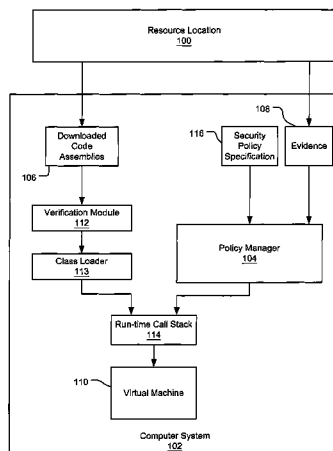 Resource Location
100
108
116
Downloaded
Code
Assemblies
106
Security
Policy
Specification
Evidence
Verification Module
112
Policy Manager
104
Class Loader
113
Run-time Call Stack
114
110
Virtual Machine
Computer System
102